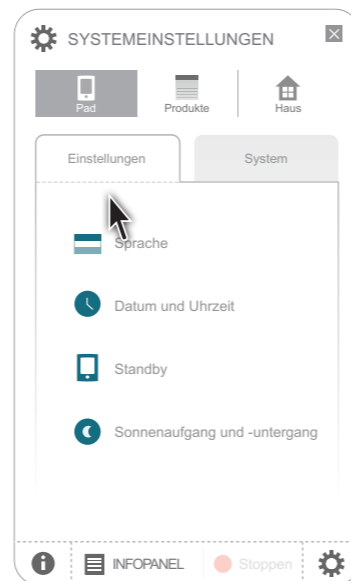 SYSTEMEINSTELLUNGEN
Pad
Produkte
Haus
Einstellungen
System
Sprache
Datum und Uhrzeit
Standby
Sonnenaufgang und -untergang
INFOPANEL
Stoppen